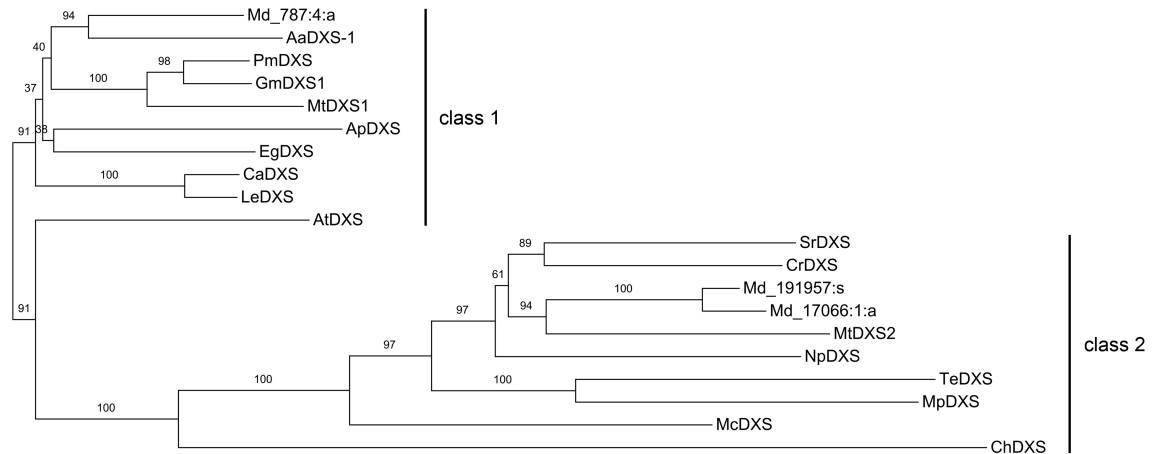 94
Md_787:4:a
AaDXS-1
40
98
PmDXS
100
GmDXS1
37
MtDXS1
class 1
91
38
ApDXS
EgDXS
100
CaDXS
LeDXS
AtDXS
89
SrDXS
CrDXS
61
100
Md_191957:s
91
97
94
Md_17066:1:a
MtDXS2
97
NpDXS
class 2
100
100
TeDXS
MpDXS
100
McDXS
ChDXS